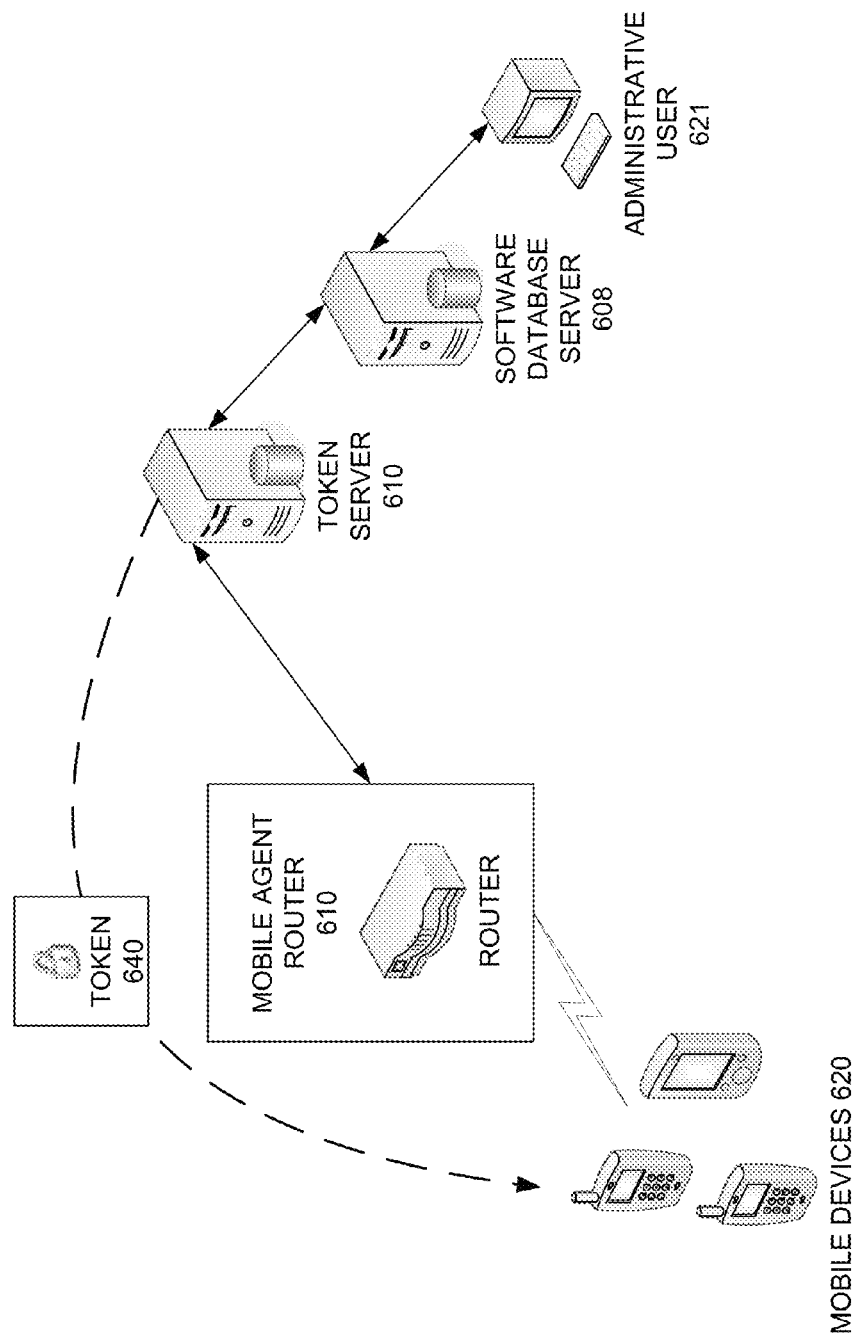 TOKEN
640
MOBILE AGENT
ROUTER
610
ROUTER
MOBILE DEVICES 620
TOKEN
SERVER
610
SOFTWARE
DATABASE
SERVER
608
ADMINISTRATIVE
USER
621